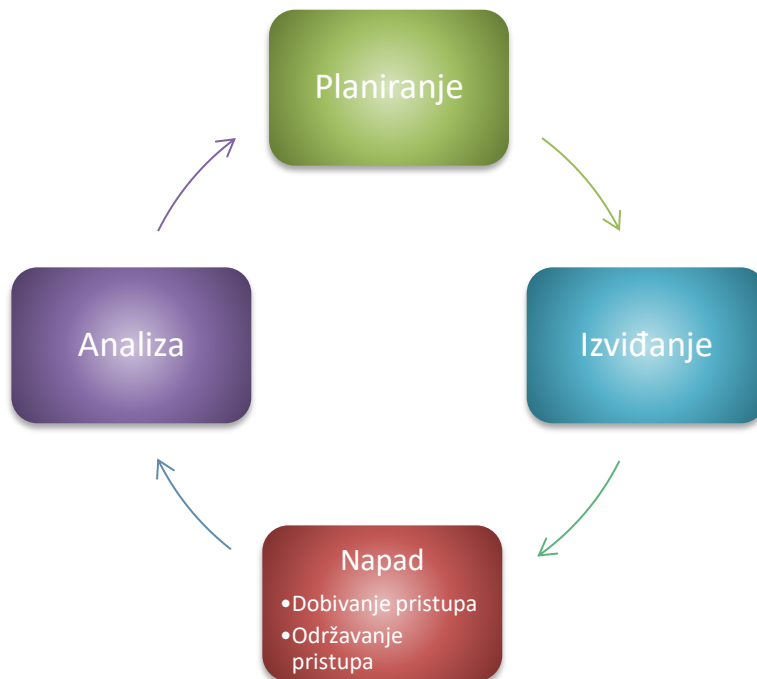 Planiranje
Analiza
Izviđanje
Napad
•Dobivanje pristupa
•Održavanje
pristupa